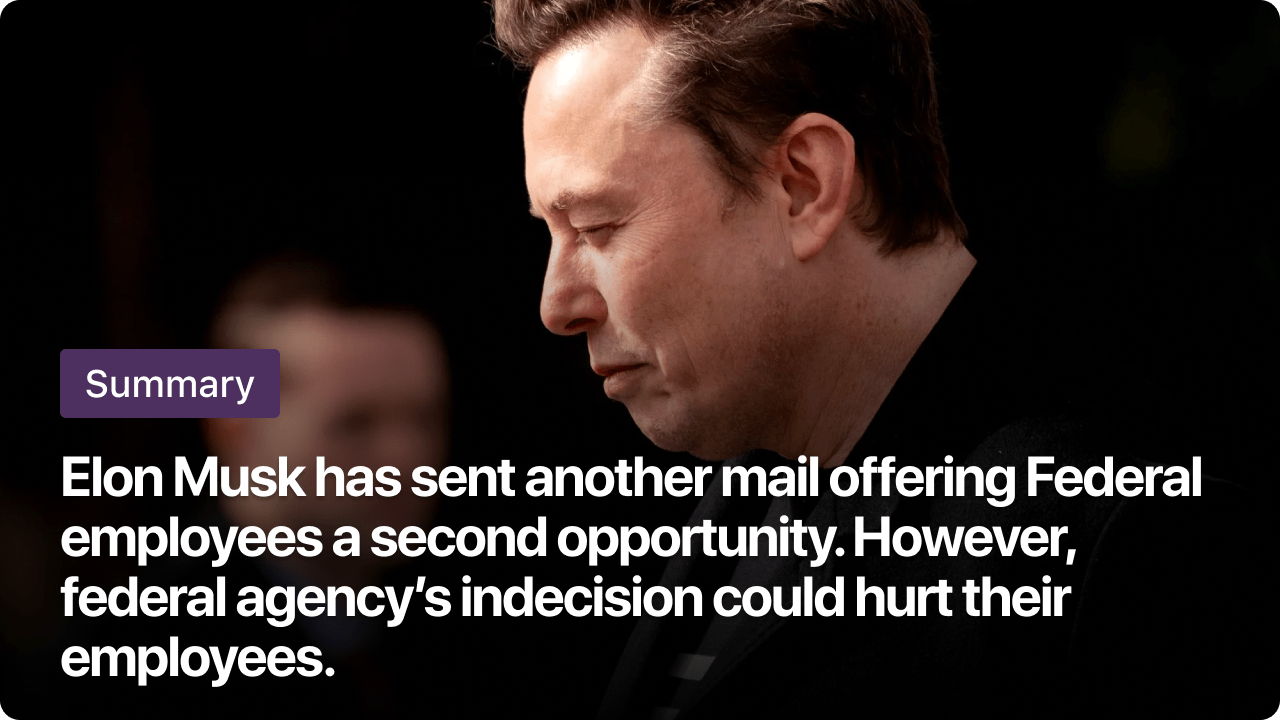 Summary
Elon Musk has sent another mail offering Federal
employees a second opportunity. However,
federal agency’s indecision could hurt their
employees.